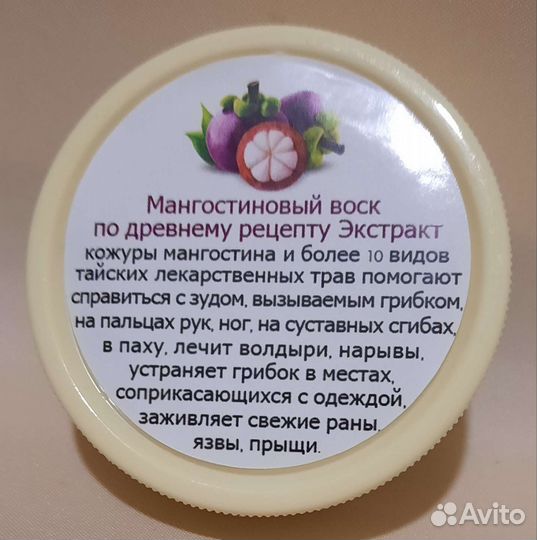 Мангостиновый воск
по древнему рецепту Экстракт
кожуры мангостина и более 10 видов
тайских лекарственных трав помогают
справиться с зудом, вызываемым грибком,
на пальцах рук, ног, на суставных сгибах,
в паху, лечит волдыри, нарывы,
устраняет грибок в местах,
соприкасающихся с одеждой,
заживляет свежие раны,
язвы, прыщи.
Avito